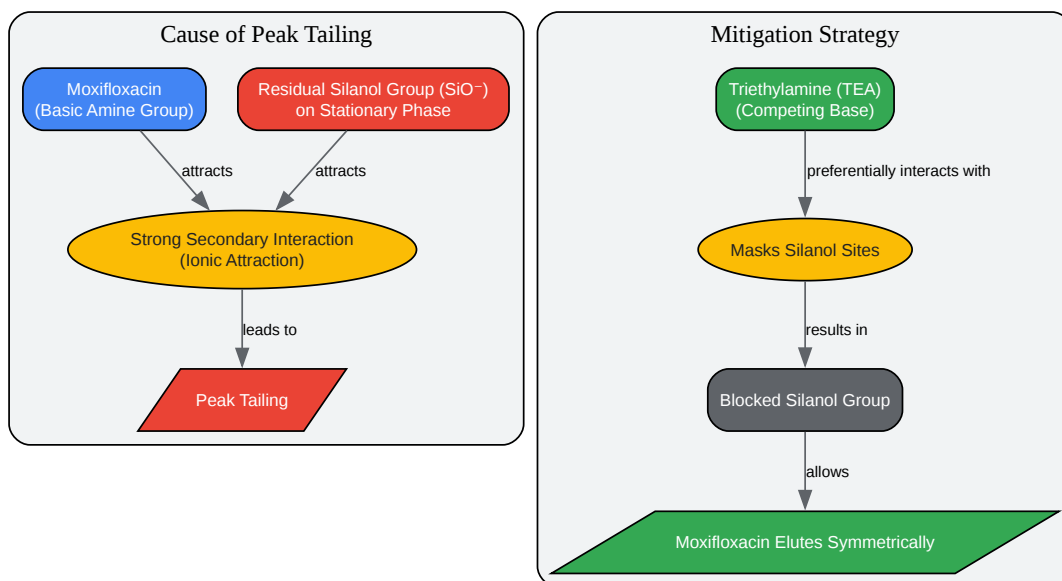 Cause of Peak Tailing
Moxifloxacin
(Basic Amine Group)
Residual Silanol Group (SiO⁻)
on Stationary Phase
attracts
attracts
Strong Secondary Interaction
(Ionic Attraction)
leads to
Peak Tailing
Mitigation Strategy
Triethylamine (TEA)
(Competing Base)
preferentially interacts with
Masks Silanol Sites
results in
Blocked Silanol Group
allows
Moxifloxacin Elutes Symmetrically